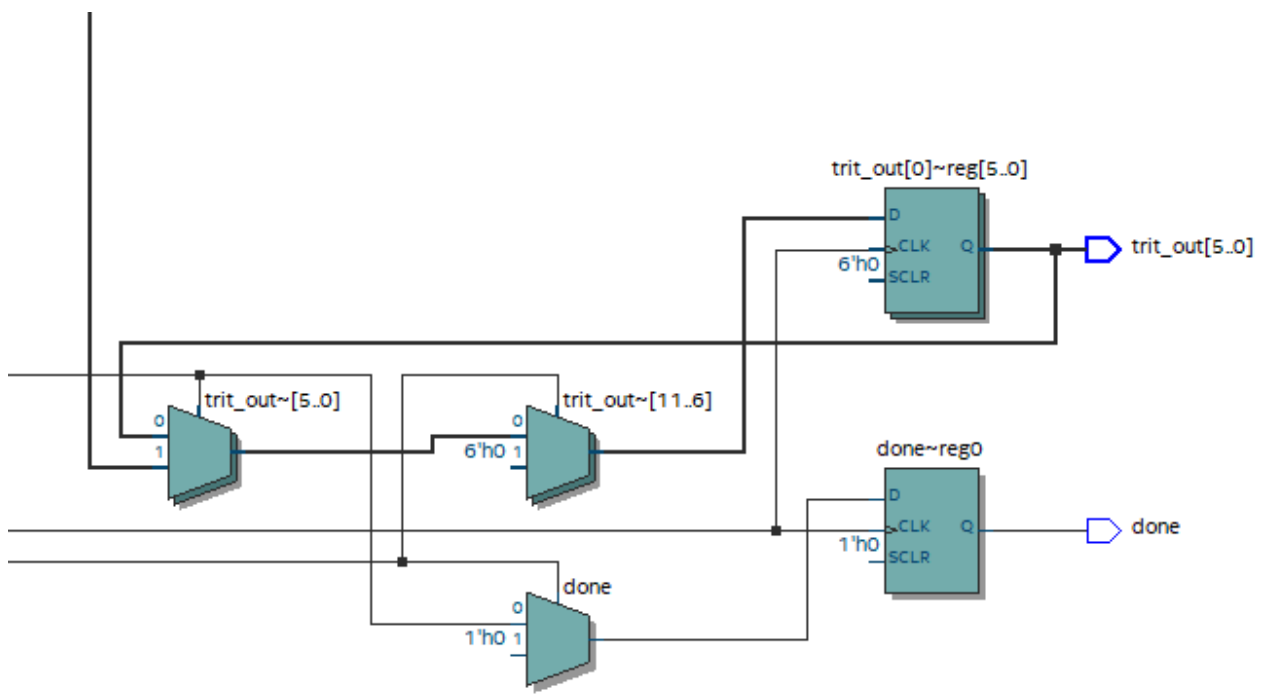 trit_out[0]~reg[5..0]
D
CLK Q
6'h0
SCLR
trit_out[5..0]
trit_out~[5..0]
0
1
trit_out~[11..6]
0
6'h0 1
done~reg0
D
CLK Q
1'h0
SCLR
done
done
0
1'h0 1